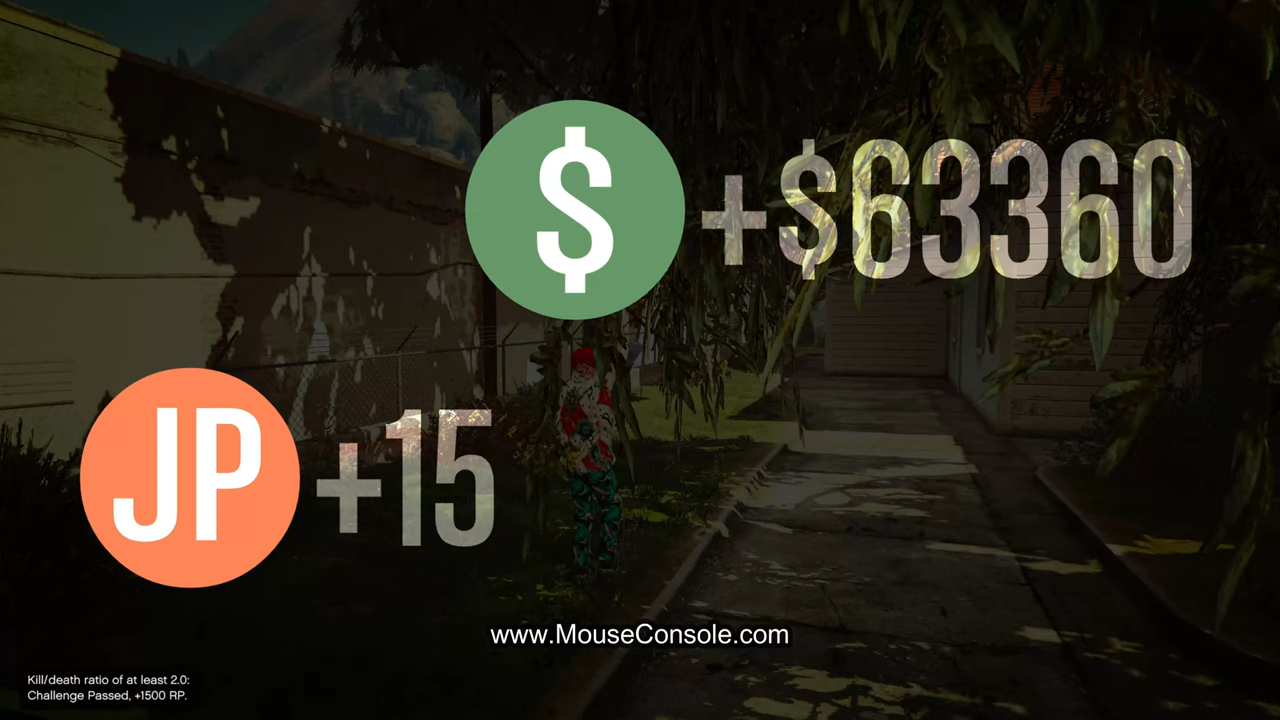 $ +$63360
JP +15
www.MouseConsole.com
Kill/death ratio of at least 2.0:
Challenge Passed, +1500 RP.